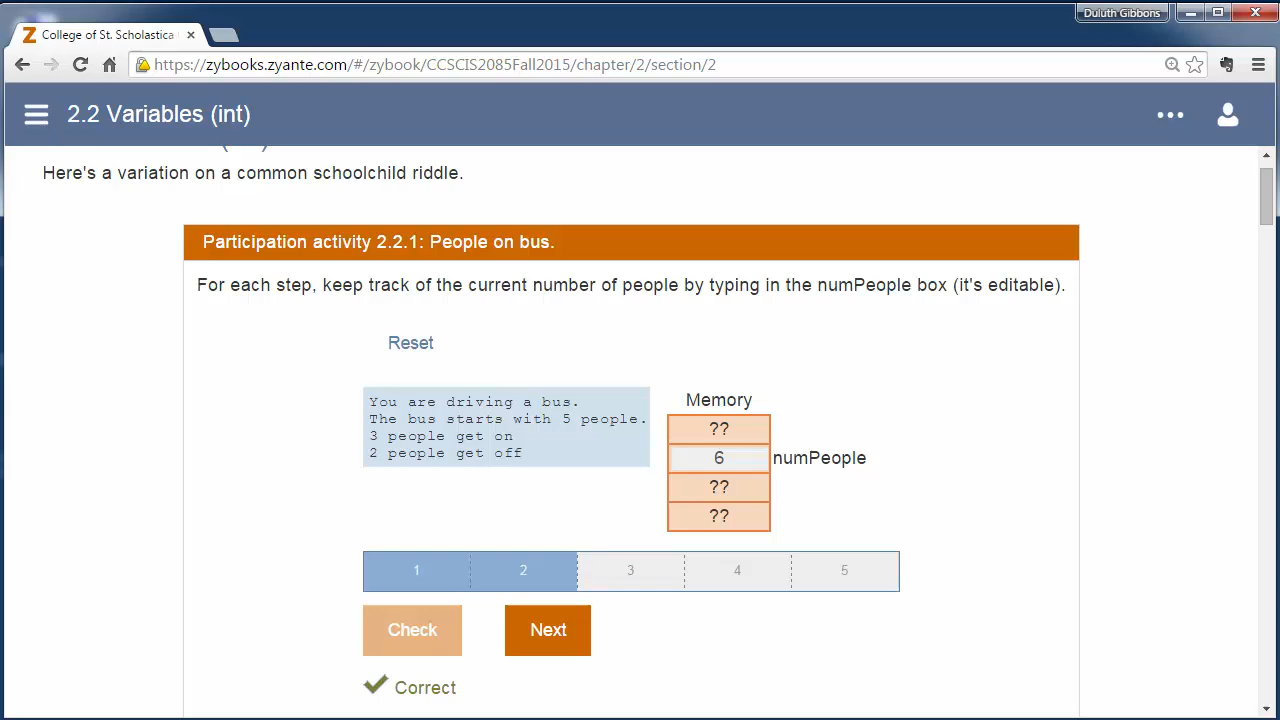 Duluth Gibbons
College of St. Scholastica
https://zybooks.zyante.com/#/zybook/CCSCIS2085Fall2015/chapter/2/section/2
2.2 Variables (int)
Here's a variation on a common schoolchild riddle.
Participation activity 2.2.1: People on bus.
For each step, keep track of the current number of people by typing in the numPeople box (it's editable).
Reset
You are driving a bus.
The bus starts with 5 people.
3 people get on
2 people get off
Memory
??
6 numPeople
??
??
1 2 3 4 5
Check Next
Correct